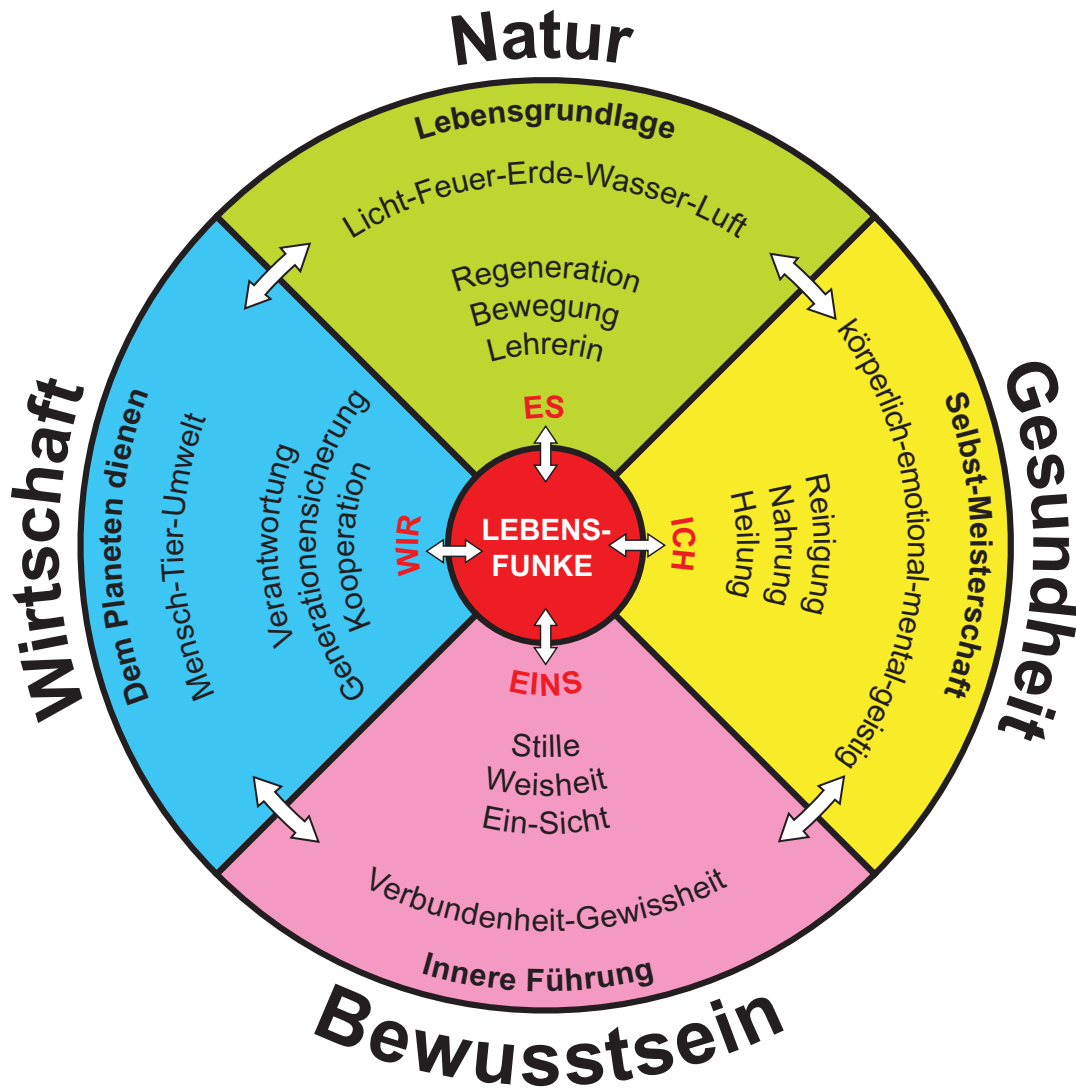 Natur
Lebensgrundlage
Licht-Feuer-Erde-Wasser-Luft
Regeneration
Bewegung
Lehrerin
ES
Gesundheit
Selbst-Meisterschaft
körperlich-emotional-mental-geistig
Reinigung
Nahrung
Heilung
ICH
LEBENS-
FUNKE
Wirtschaft
Dem Planeten dienen
Mensch-Tier-Umwelt
Verantwortung
Generationensicherung
Kooperation
WIR
EINS
Stille
Weisheit
Ein-Sicht
Verbundenheit-Gewissheit
Innere Führung
Bewusstsein